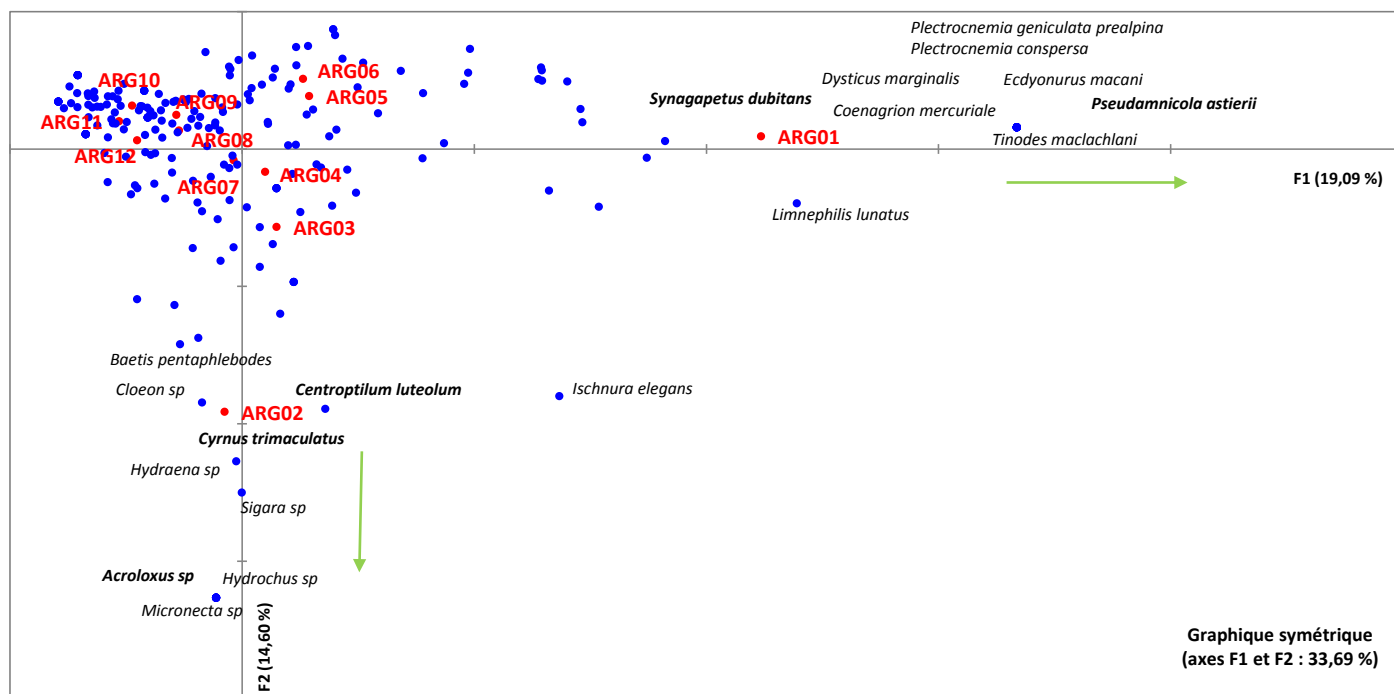 Plectrocnemia geniculata prealpina
Plectrocnemia conspersa
ARG06
ARG10
Dysticus marginalis
Ecdyonurus macani
ARG05
ARG09
Synagapetus dubitans
Coenagrion mercuriale
Pseudamnicola astierii
ARG11
ARG08
ARG01
Tinodes maclachlani
ARG12
ARG04
ARG07
F1 (19,09 %)
Limnephilis lunatus
ARG03
Baetis pentaphlebodes
Cloeon sp
Centroptilum luteolum
Ischnura elegans
ARG02
Cyrnus trimaculatus
Hydraena sp
Sigara sp
Acroloxus sp
Hydrochus sp
Micronecta sp
F2 (14,60 %)
Graphique symétrique
(axes F1 et F2 : 33,69 %)